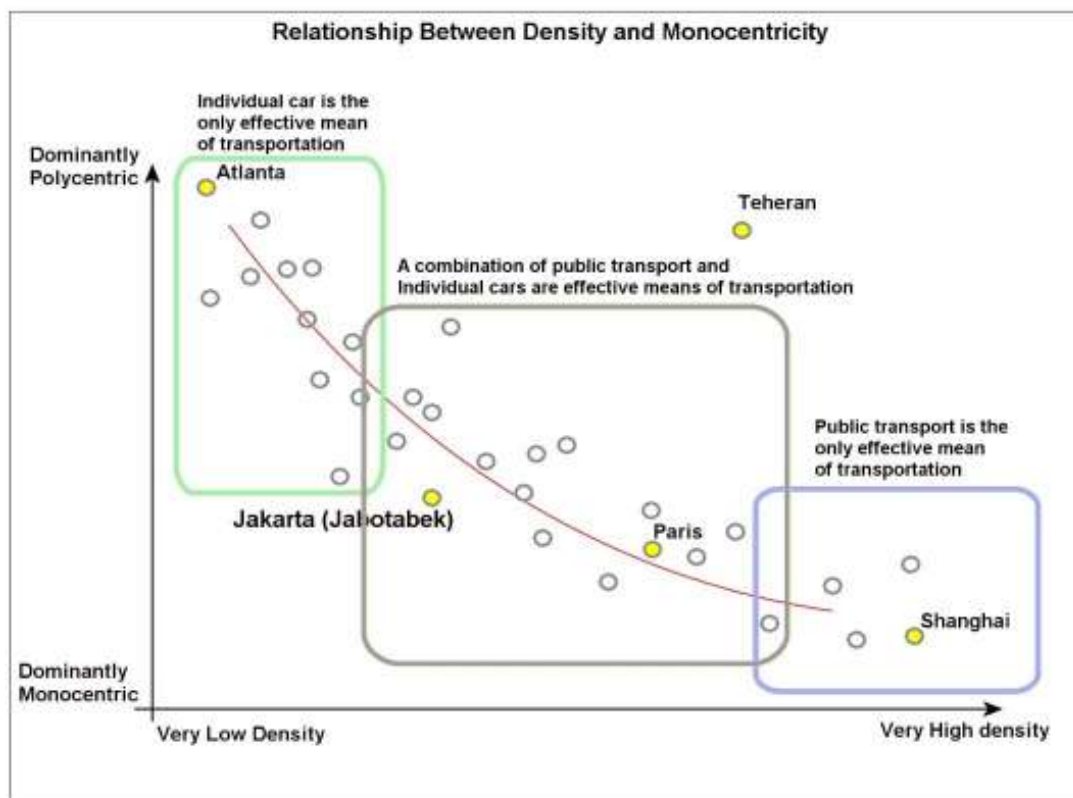 Relationship Between Density and Monocentricity
Individual car is the
only effective mean
of transportation
Dominantly
Polycentric
Atlanta
Teheran
A combination of public transport and
Individual cars are effective means of transportation
Public transport is the
only effective mean
of transportation
Jakarta (Jabotabek)
Paris
Shanghai
Dominantly
Monocentric
Very Low Density
Very High density